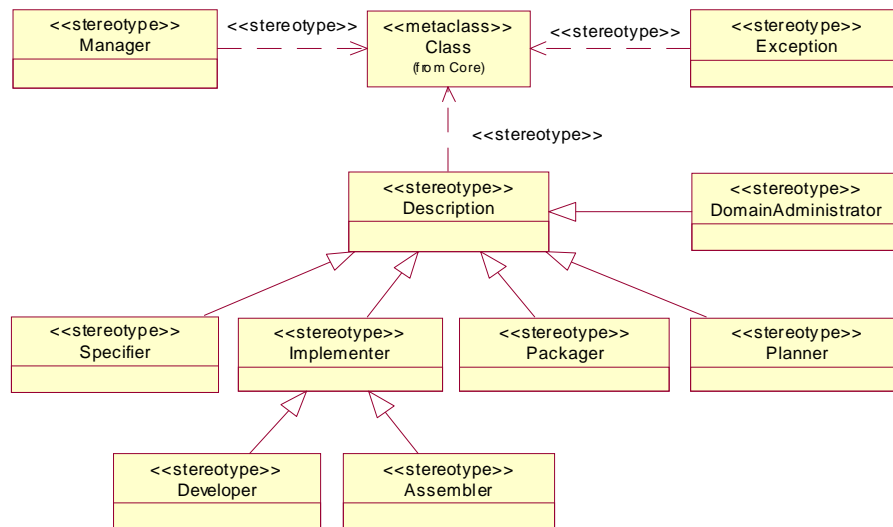 <<stereotype>>
Manager
<<stereotype>>
<<metaclass>>
Class
(from Core)
<<stereotype>>
<<stereotype>>
Exception
<<stereotype>>
<<stereotype>>
Description
<<stereotype>>
DomainAdministrator
<<stereotype>>
Specifier
<<stereotype>>
Implementer
<<stereotype>>
Packager
<<stereotype>>
Planner
<<stereotype>>
Developer
<<stereotype>>
Assembler